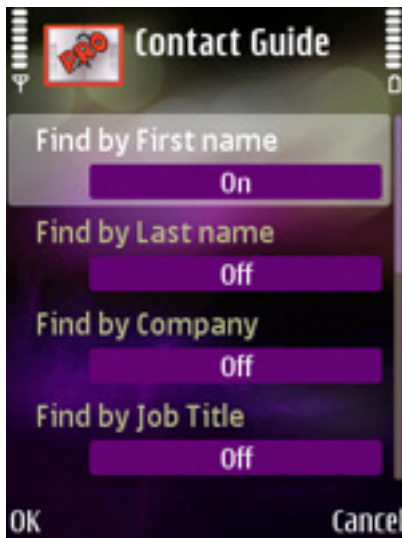 PRO
Contact Guide
Find by First name
On
Find by Last name
Off
Find by Company
Off
Find by Job Title
Off
OK
Cancel